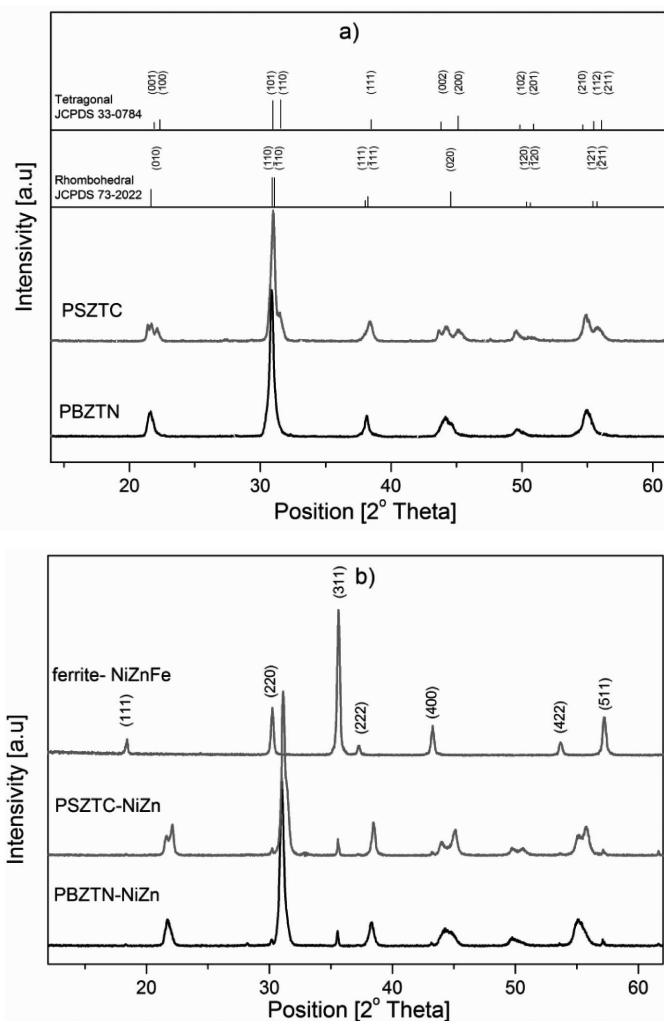 a)
(001)
(100)
(101)
(110)
(111)
(002)
(200)
(102)
(201)
(210)
(112)
(211)
Tetragonal
JCPDS 33-0784
(010)
(110)
(1̄10)
(111)
(1̄11)
(020)
(120)
(1̄20)
(121)
(2̄11)
Rhombohedral
JCPDS 73-2022
PSZTC
PBZTN
Intensivity [a.u]
20
30
40
50
60
Position [2° Theta]
b)
(111)
(220)
(311)
(222)
(400)
(422)
(511)
ferrite- NiZnFe
PSZTC-NiZn
PBZTN-NiZn
Intensivity [a.u]
20
30
40
50
60
Position [2° Theta]